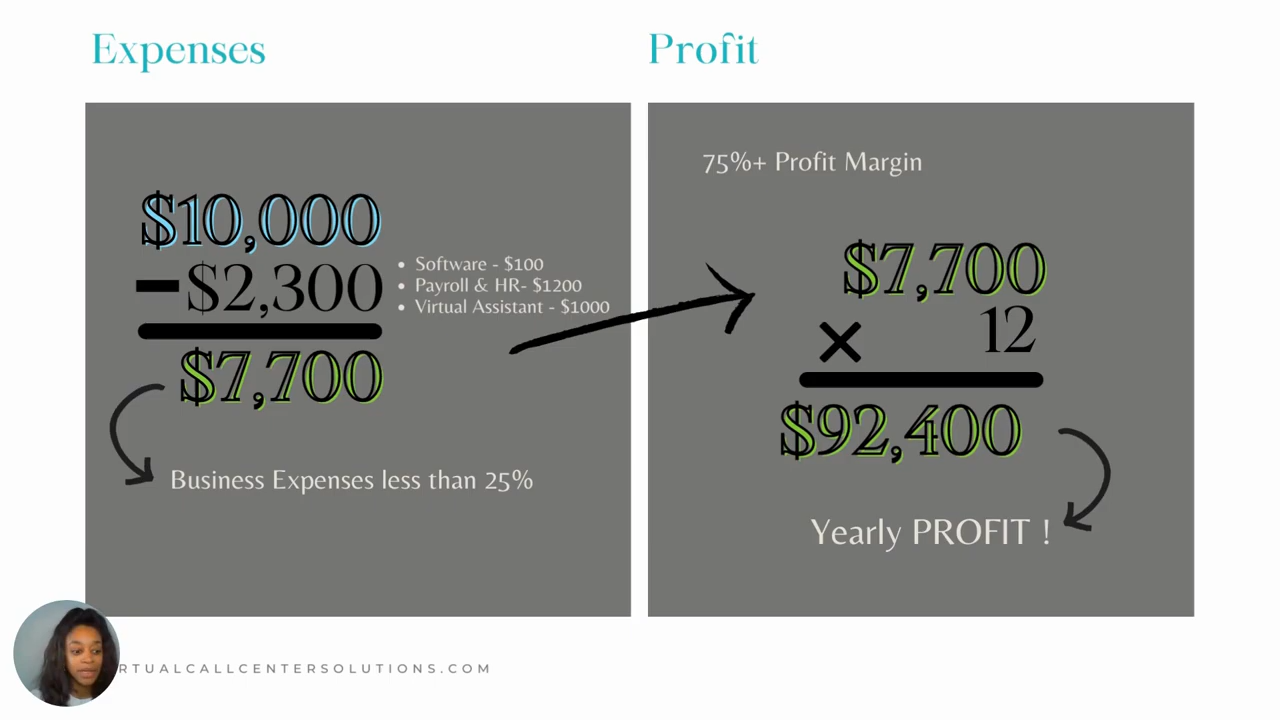 Expenses
Profit
$10,000
-$2,300
• Software - $100
• Payroll & HR- $1200
• Virtual Assistant - $1000
$7,700
Business Expenses less than 25%
75%+ Profit Margin
$7,700
× 12
$92,400
Yearly PROFIT !
RTUALCALLCENTERSOLUTIONS.COM